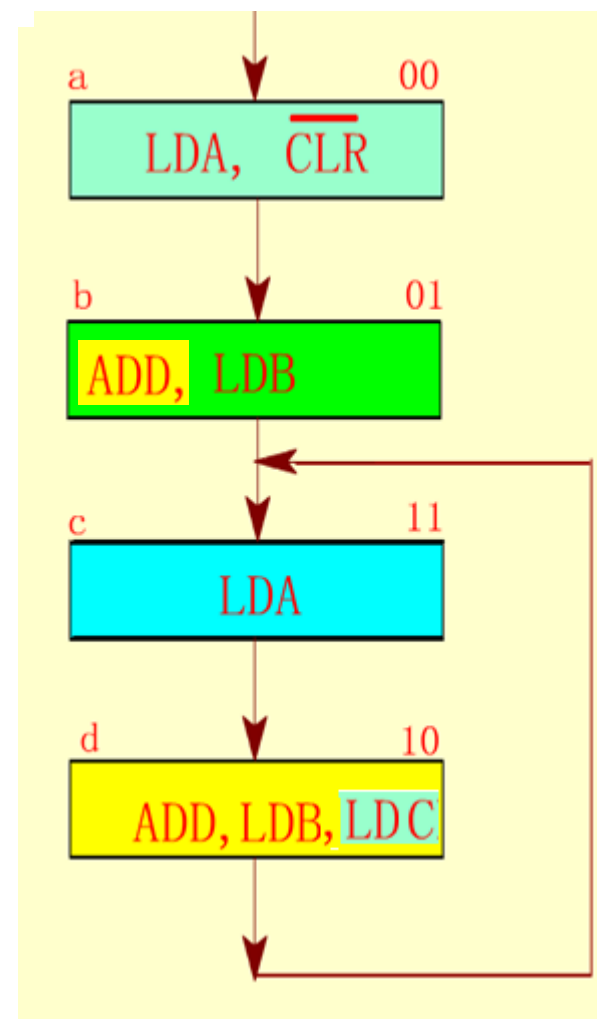 a 00
LDA, CLR
b 01
ADD, LDB
c 11
LDA
d 10
ADD, LDB, LDC